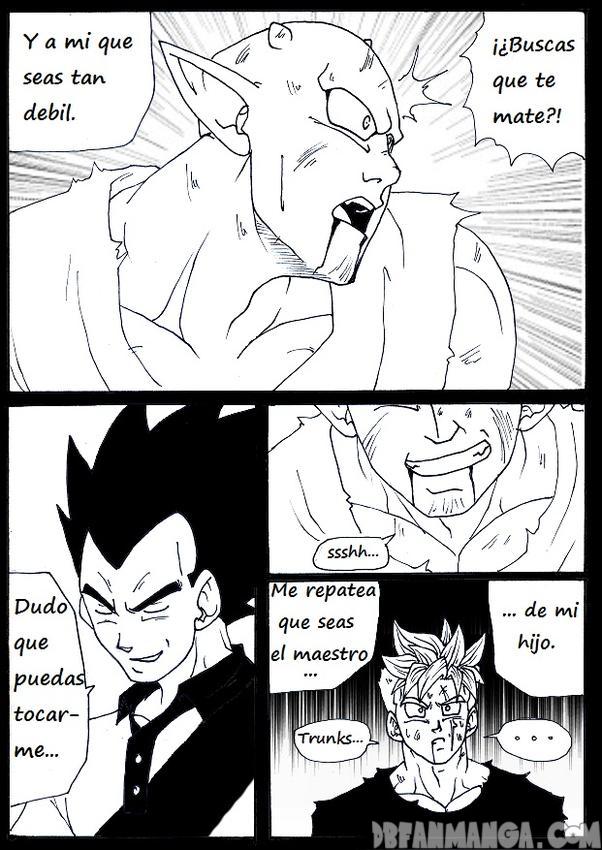 Y a mi que
seas tan
debil.
¡¿Buscas
que te
mate?!
Dudo
que
puedas
tocar-
me...
ssshh...
Me repatea
que seas
el maestro
...
... de mi
hijo.
Trunks...
...
DBFANMANGA.COM